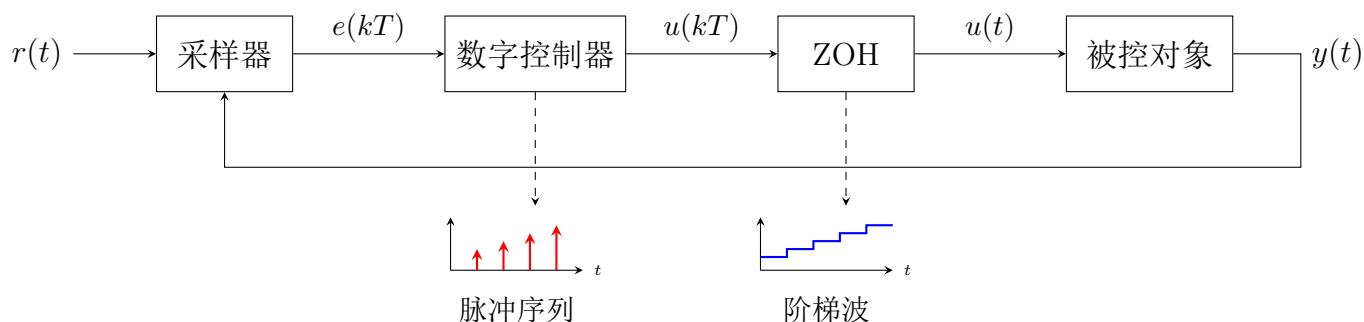 r(t)
采样器
e(kT)
数字控制器
u(kT)
ZOH
u(t)
被控对象
y(t)
t
脉冲序列
t
阶梯波